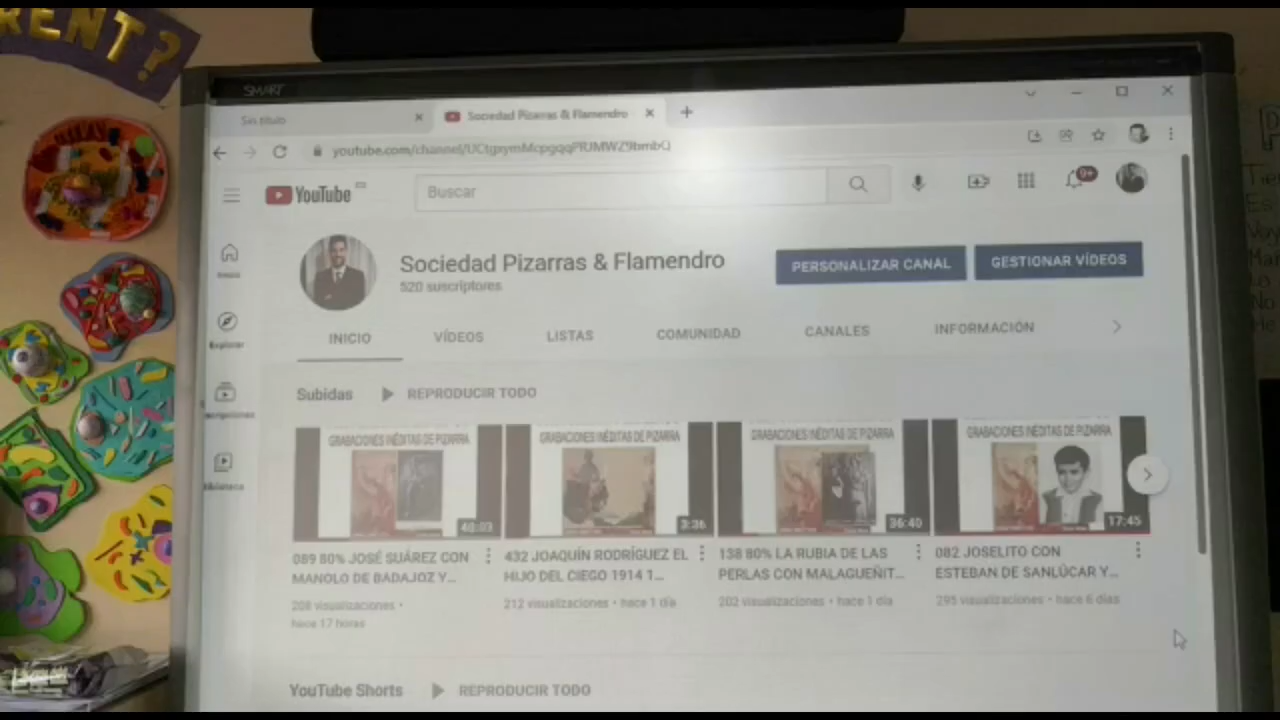 RENT?
SMART
Sin título
Sociedad Pizarras & Flamendro
youtube.com/channel/
YouTube ES
Buscar
9+
Sociedad Pizarras & Flamendro
520 suscriptores
PERSONALIZAR CANAL
GESTIONAR VÍDEOS
Inicio
Explorar
Biblioteca
INICIO
VÍDEOS
LISTAS
COMUNIDAD
CANALES
INFORMACIÓN
Subidas
REPRODUCIR TODO
GRABACIONES INÉDITAS DE PIZARRA
40:03
089 80% JOSÉ SUÁREZ CON
MANOLO DE BADAJOZ Y...
208 visualizaciones •
hace 17 horas
GRABACIONES INÉDITAS DE PIZARRA
3:36
432 JOAQUÍN RODRÍGUEZ EL
HIJO DEL CIEGO 1914 1...
212 visualizaciones • hace 1 día
GRABACIONES INÉDITAS DE PIZARRA
36:40
138 80% LA RUBIA DE LAS
PERLAS CON MALAGUEÑIT...
202 visualizaciones • hace 1 día
GRABACIONES INÉDITAS DE PIZARRA
17:45
082 JOSELITO CON
ESTEBAN DE SANLÚCAR Y...
295 visualizaciones • hace 6 días
YouTube Shorts
REPRODUCIR TODO